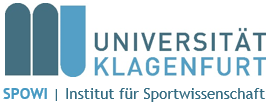 UNIVERSITÄT
KLAGENFURT
SPOWI | Institut für Sportwissenschaft